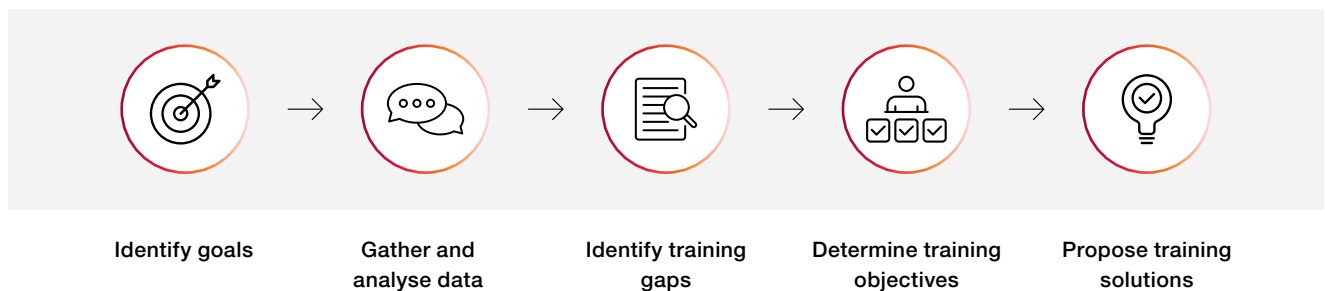 Identify goals
Gather and
analyse data
Identify training
gaps
Determine training
objectives
Propose training
solutions